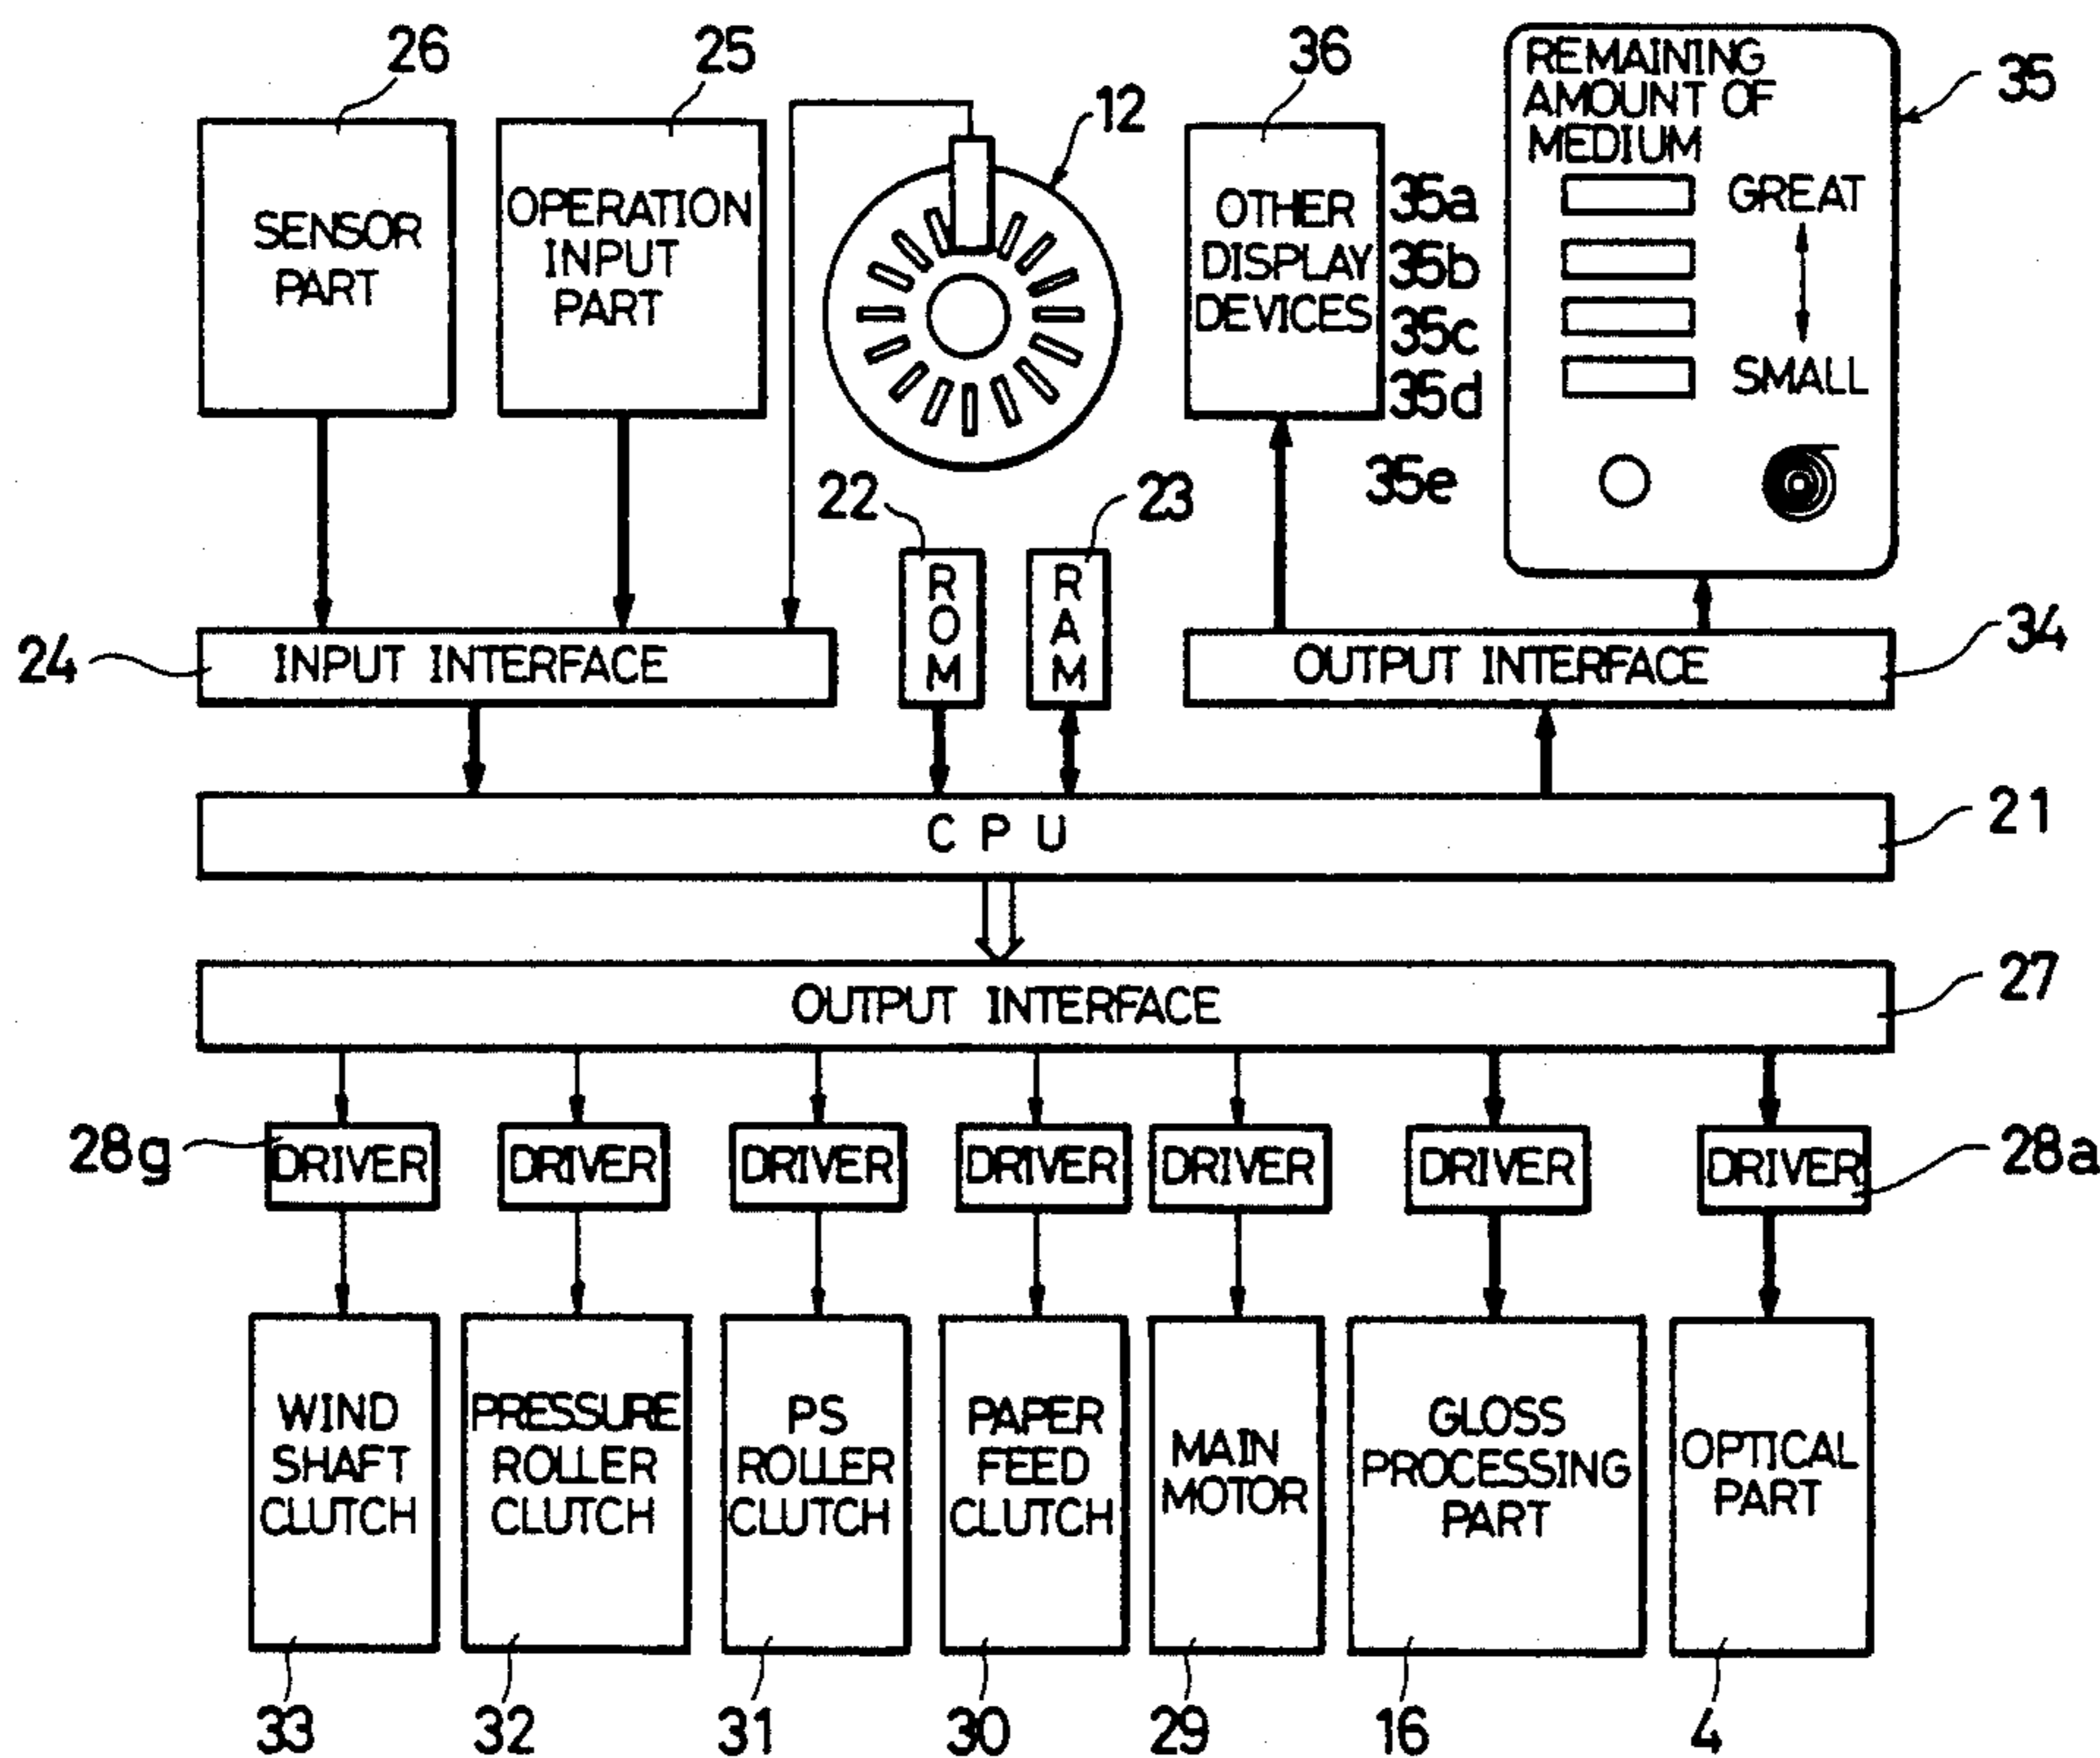 26
25
12
36
35
SENSOR
PART
OPERATION
INPUT
PART
OTHER
DISPLAY
DEVICES
35a
35b
35c
35d
35e
REMAINING
AMOUNT OF
MEDIUM
GREAT
SMALL
22
23
ROM
RAM
24
INPUT INTERFACE
OUTPUT INTERFACE
34
CPU
21
OUTPUT INTERFACE
27
28g
DRIVER
DRIVER
DRIVER
DRIVER
DRIVER
DRIVER
DRIVER
28a
WIND
SHAFT
CLUTCH
PRESSURE
ROLLER
CLUTCH
PS
ROLLER
CLUTCH
PAPER
FEED
CLUTCH
MAIN
MOTOR
GLOSS
PROCESSING
PART
OPTICAL
PART
33
32
31
30
29
16
4